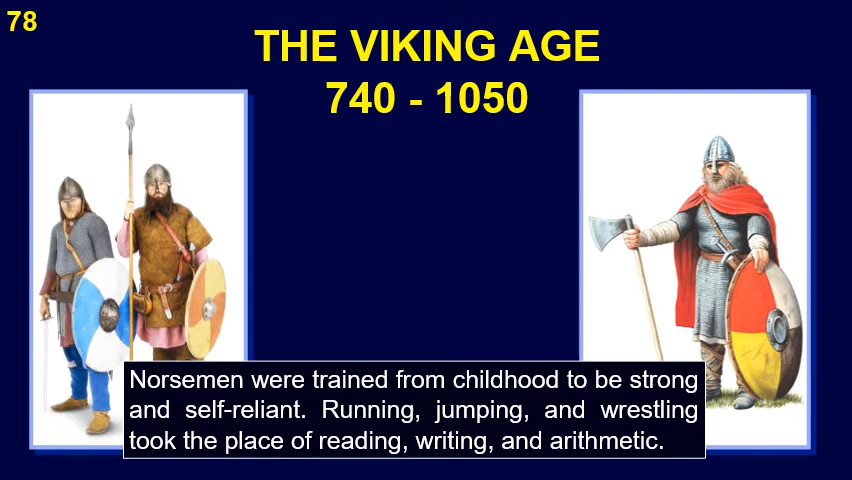 78
THE VIKING AGE
740 - 1050
Norsemen were trained from childhood to be strong
and self-reliant. Running, jumping, and wrestling
took the place of reading, writing, and arithmetic.